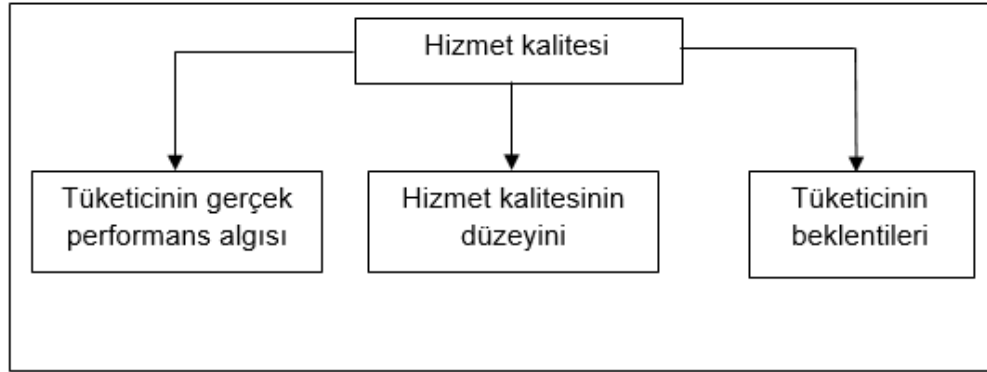 Hizmet kalitesi
Tüketicinin gerçek
performans algısı
Hizmet kalitesinin
düzeyini
Tüketicinin
beklentileri